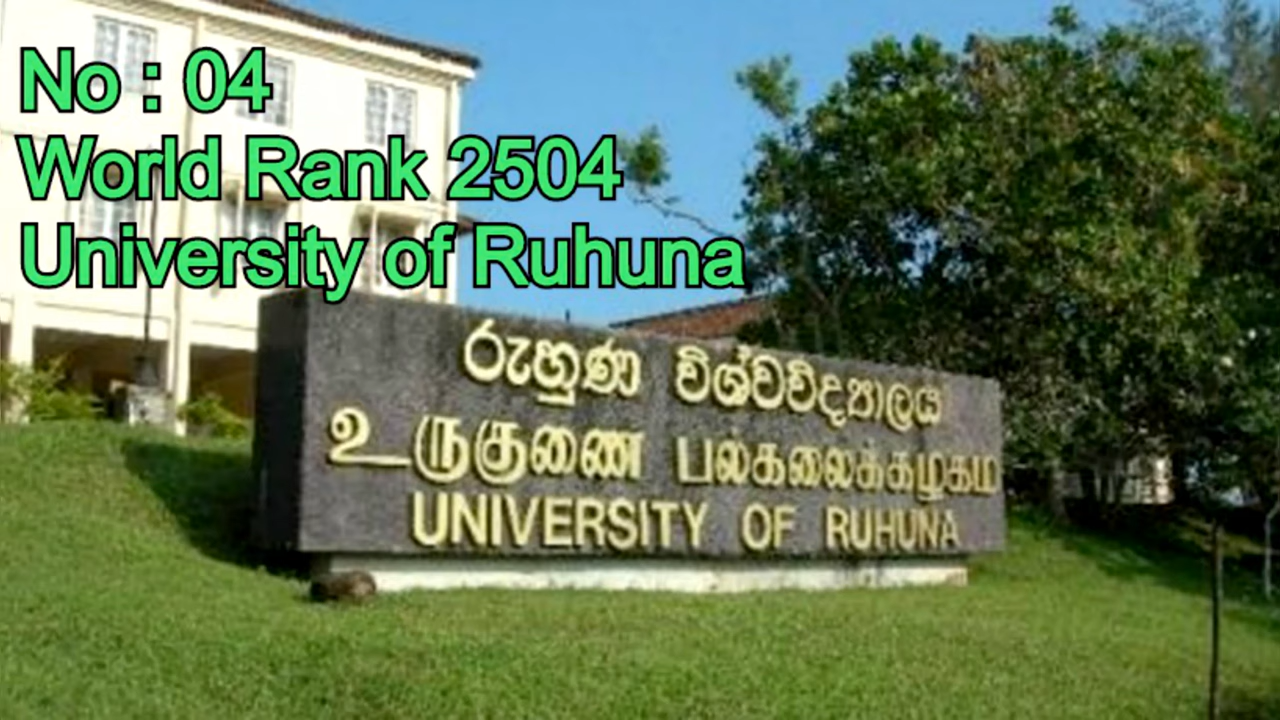 No : 04
World Rank 2504
University of Ruhuna
රුහුණ විශ්වවිද්‍යාලය
உருகுணை பல்கலைக்கழகம்
UNIVERSITY OF RUHUNA